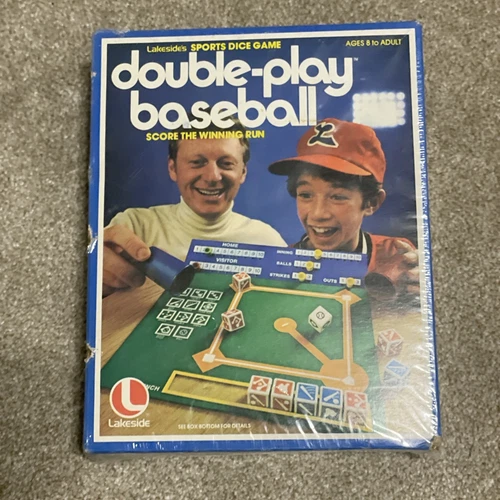 Lakeside's SPORTS DICE GAME
AGES 8 to ADULT
double-play™
baseball
SCORE THE WINNING RUN
L
HOME
VISITOR
INNING
BALLS
STRIKES
OUTS
L
Lakeside®
SEE BOX BOTTOM FOR DETAILS